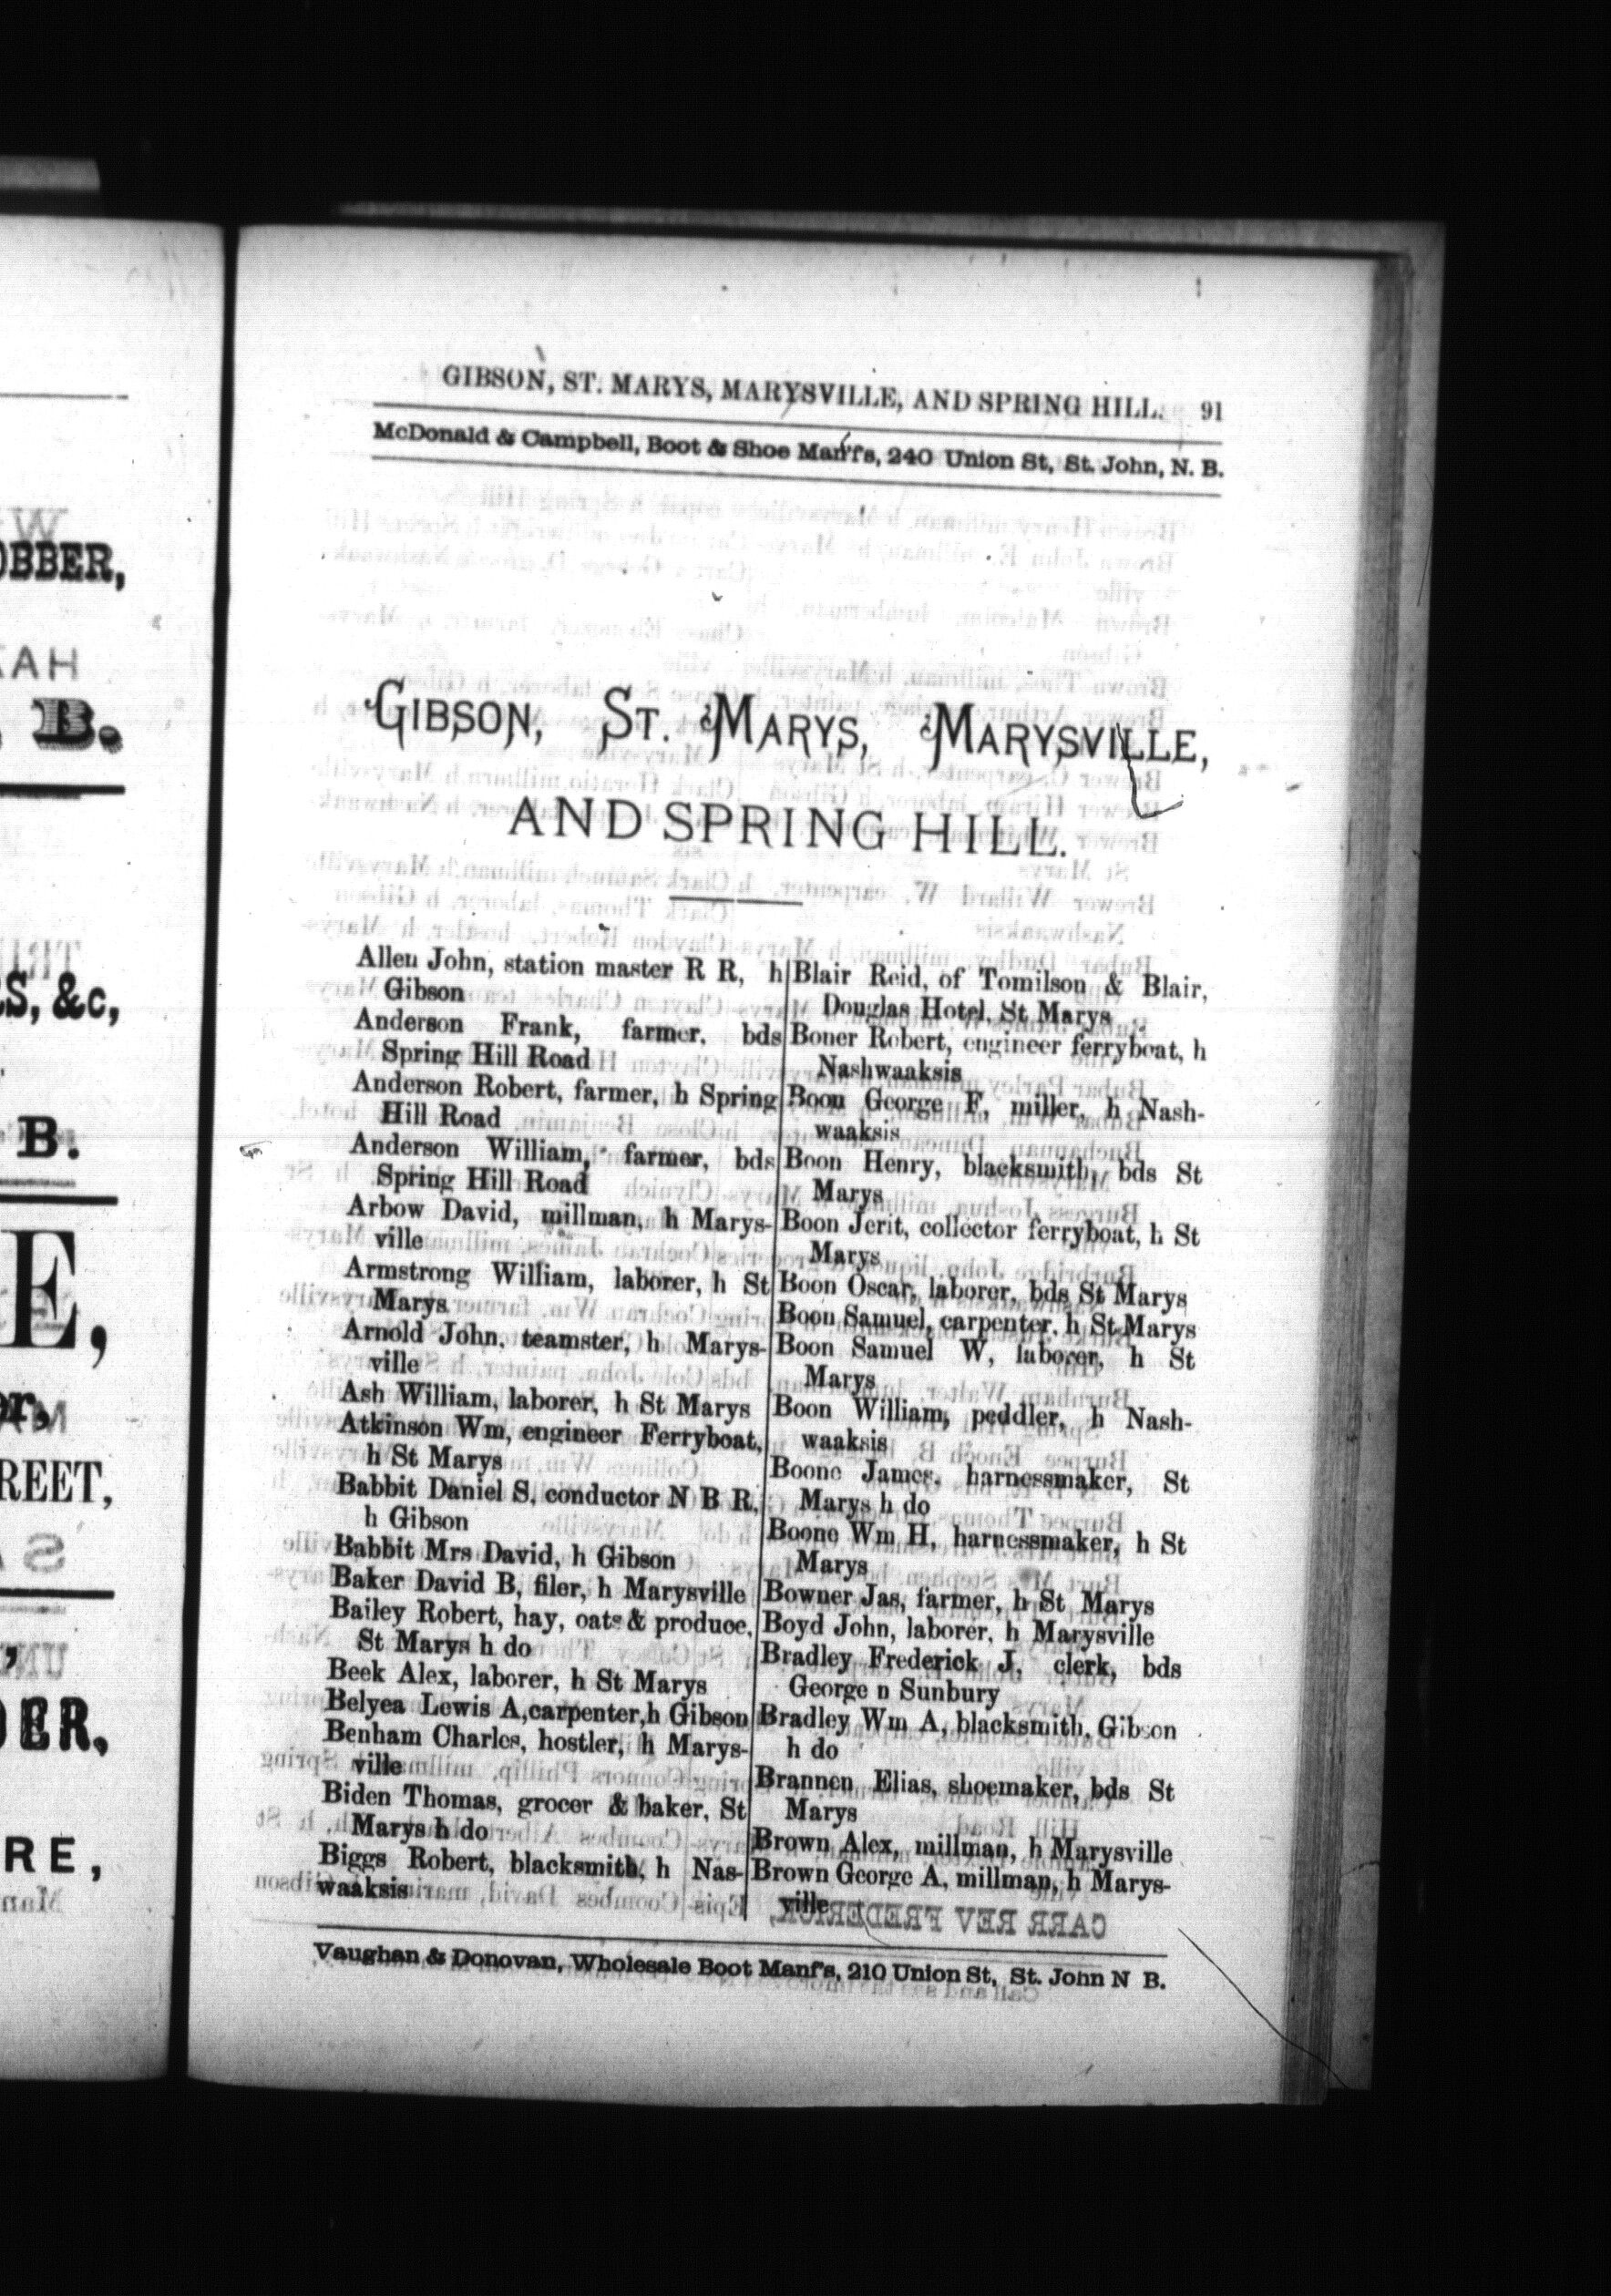 OBBER,
B.
S, &c,
B.
E,
or,
REET,
DER,
RE,
GIBSON, ST. MARYS, MARYSVILLE, AND SPRING HILL. 91
McDonald & Campbell, Boot & Shoe Manf's, 240 Union St, St. John, N. B.
GIBSON, ST. MARYS, MARYSVILLE,
AND SPRING HILL.
Allen John, station master R R, h
Gibson
Anderson Frank, farmer, bds
Spring Hill Road
Anderson Robert, farmer, h Spring
Hill Road
Anderson William, farmer, bds
Spring Hill Road
Arbow David, millman, h Marys-
ville
Armstrong William, laborer, h St
Marys
Arnold John, teamster, h Marys-
ville
Ash William, laborer, h St Marys
Atkinson Wm, engineer Ferryboat,
h St Marys
Babbit Daniel S, conductor N B R,
h Gibson
Babbit Mrs David, h Gibson
Baker David B, filer, h Marysville
Bailey Robert, hay, oats & produce,
St Marys h do
Beek Alex, laborer, h St Marys
Belyea Lewis A,carpenter,h Gibson
Benham Charles, hostler, h Marys-
ville
Biden Thomas, grocer & baker, St
Marys h do
Biggs Robert, blacksmith, h Nas-
waaksis
Blair Reid, of Tomilson & Blair,
Douglas Hotel, St Marys
Boner Robert, engineer ferryboat, h
Nashwaaksis
Boon George F, miller, h Nash-
waaksis
Boon Henry, blacksmith, bds St
Marys
Boon Jerit, collector ferryboat, h St
Marys
Boon Oscar, laborer, bds St Marys
Boon Samuel, carpenter, h St Marys
Boon Samuel W, laborer, h St
Marys
Boon William, peddler, h Nash-
waaksis
Boone James, harnessmaker, St
Marys h do
Boone Wm H, harnessmaker, h St
Marys
Bowner Jas, farmer, h St Marys
Boyd John, laborer, h Marysville
Bradley Frederick J, clerk, bds
George n Sunbury
Bradley Wm A, blacksmith, Gibson
h do
Brannen Elias, shoemaker, bds St
Marys
Brown Alex, millman, h Marysville
Brown George A, millman, h Marys-
ville
Vaughan & Donovan, Wholesale Boot Manf's, 210 Union St, St. John N B.